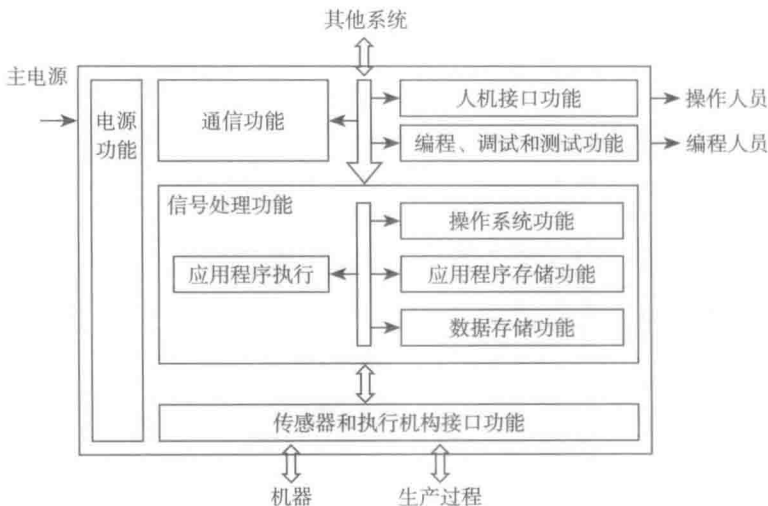 其他系统
主电源
电源
功能
通信功能
人机接口功能
操作人员
编程、调试和测试功能
编程人员
信号处理功能
操作系统功能
应用程序执行
应用程序存储功能
数据存储功能
传感器和执行机构接口功能
机器
生产过程